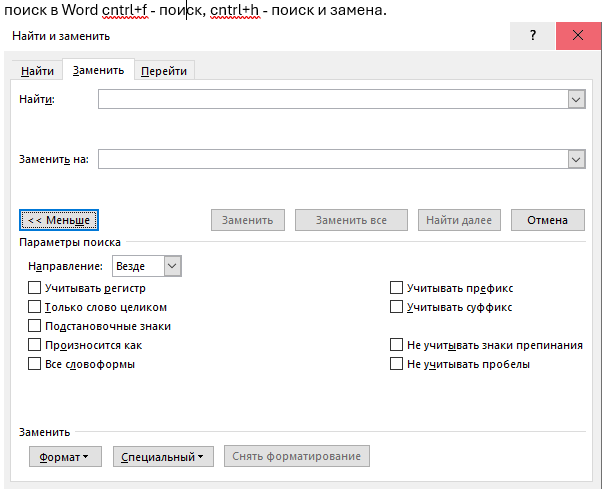 поиск в Word cntrl+f - поиск, cntrl+h - поиск и замена.
Найти и заменить ?
Найти Заменить Перейти
Найти:
Заменить на:
<< Меньше Заменить Заменить все Найти далее Отмена
Параметры поиска
Направление: Везде
Учитывать регистр Учитывать префикс
Только слово целиком Учитывать суффикс
Подстановочные знаки
Произносится как Не учитывать знаки препинания
Все словоформы Не учитывать пробелы
Заменить
Формат Специальный Снять форматирование